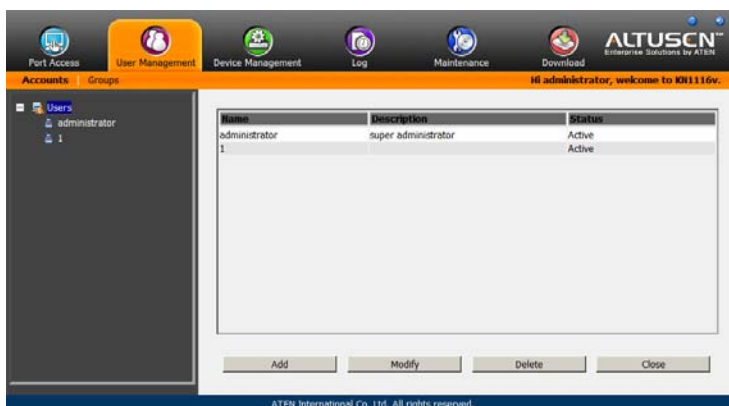 Port Access User Management Device Management Log Maintenance Download ALTUSEN™
Enterprise Solutions by ATEN
Accounts | Groups Hi administrator, welcome to KN1116v.
Users
administrator
1
Name Description Status
administrator super administrator Active
1 Active
Add Modify Delete Close
ATEN International Co. Ltd. All rights reserved.